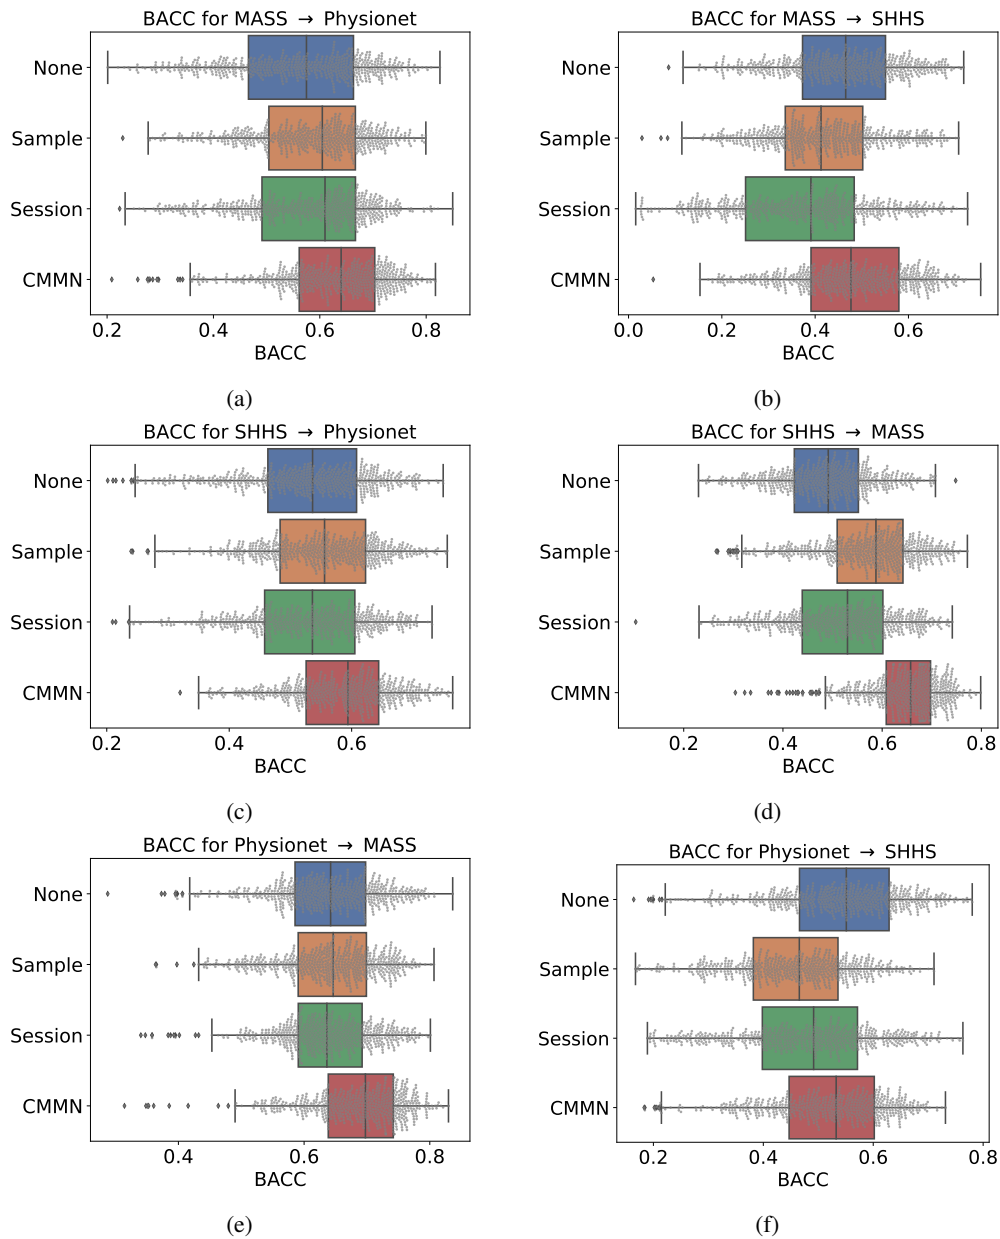 BACC for MASS → Physionet
None
Sample
Session
CMMN
0.2 0.4 0.6 0.8
BACC
(a)
BACC for MASS → SHHS
None
Sample
Session
CMMN
0.0 0.2 0.4 0.6
BACC
(b)
BACC for SHHS → Physionet
None
Sample
Session
CMMN
0.2 0.4 0.6
BACC
(c)
BACC for SHHS → MASS
None
Sample
Session
CMMN
0.2 0.4 0.6 0.8
BACC
(d)
BACC for Physionet → MASS
None
Sample
Session
CMMN
0.4 0.6 0.8
BACC
(e)
BACC for Physionet → SHHS
None
Sample
Session
CMMN
0.2 0.4 0.6 0.8
BACC
(f)